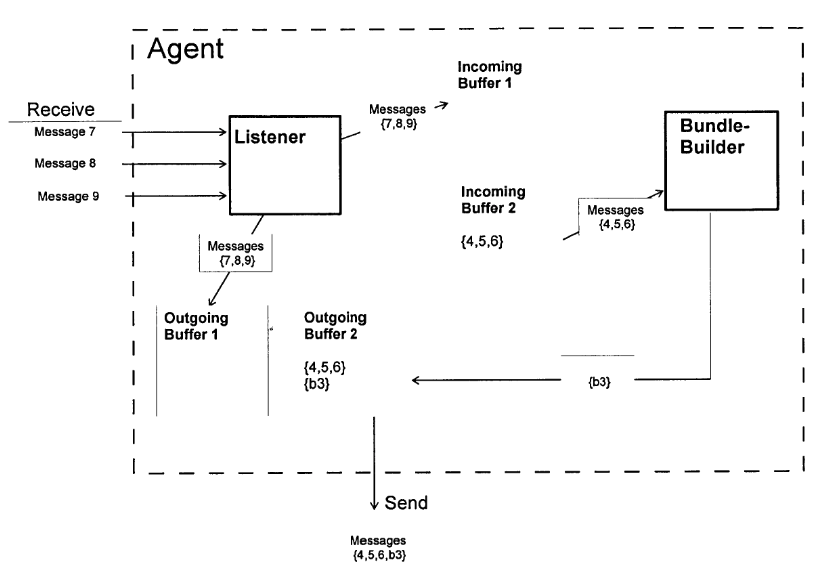 Agent
Incoming
Buffer 1
Receive
Messages
{7,8,9}
Message 7
Listener
Bundle-
Builder
Message 8
Message 9
Incoming
Buffer 2
{4,5,6}
Messages
{4,5,6}
Messages
{7,8,9}
Outgoing
Buffer 1
Outgoing
Buffer 2
{4,5,6}
{b3}
{b3}
Send
Messages
{4,5,6,b3}